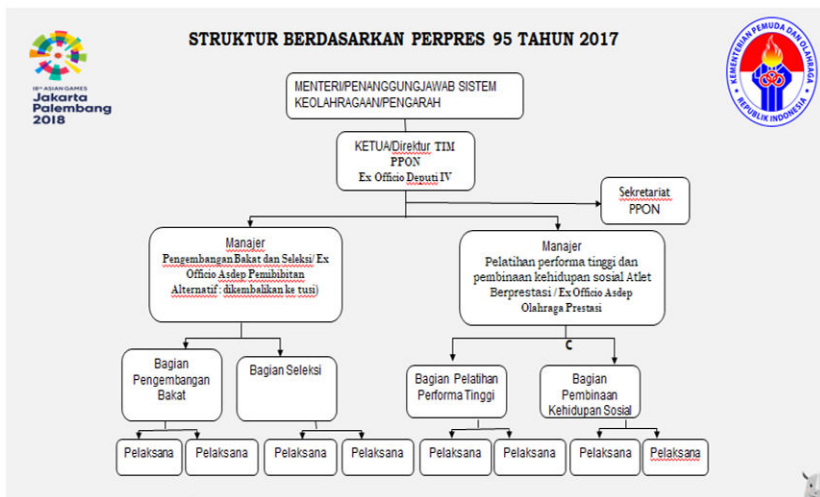 STRUKTUR BERDASARKAN PERPRES 95 TAHUN 2017
18th ASIAN GAMES
Jakarta
Palembang
2018
KEMENTERIAN PEMUDA DAN OLAHRAGA
REPUBLIK INDONESIA
MENTERI/PENANGGUNGJAWAB SISTEM
KEOLAHRAGAAN/PENGARAH
KETUA/Direktur TIM
PPON
Ex Officio Deputi IV
Sekretariat
PPON
Manajer
Pengembangan Bakat dan Seleksi/ Ex
Officio Asdep Pemibibitan
Alternatif : dikembalikan ke tusi)
Manajer
Pelatihan performa tinggi dan
pembinaan kehidupan sosial Atlet
Berprestasi / Ex Officio Asdep
Olahraga Prestasi
C
Bagian
Pengembangan
Bakat
Bagian Seleksi
Bagian Pelatihan
Performa Tinggi
Bagian
Pembinaan
Kehidupan Sosial
Pelaksana
Pelaksana
Pelaksana
Pelaksana
Pelaksana
Pelaksana
Pelaksana
Pelaksana